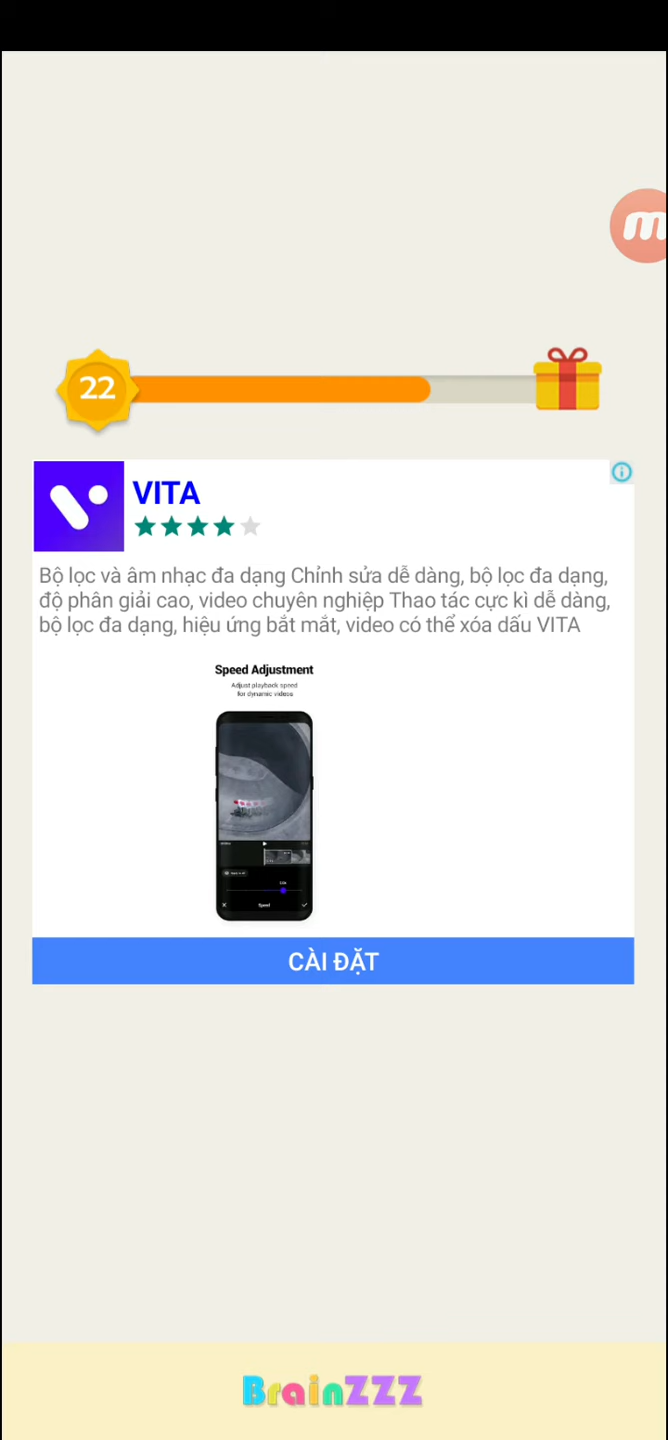 m
22
VITA
Bộ lọc và âm nhạc đa dạng Chỉnh sửa dễ dàng, bộ lọc đa dạng,
độ phân giải cao, video chuyên nghiệp Thao tác cực kì dễ dàng,
bộ lọc đa dạng, hiệu ứng bắt mắt, video có thể xóa dấu VITA
Speed Adjustment
Adjust playback speed
for dynamic videos
Speed
CÀI ĐẶT
BrainZZZ